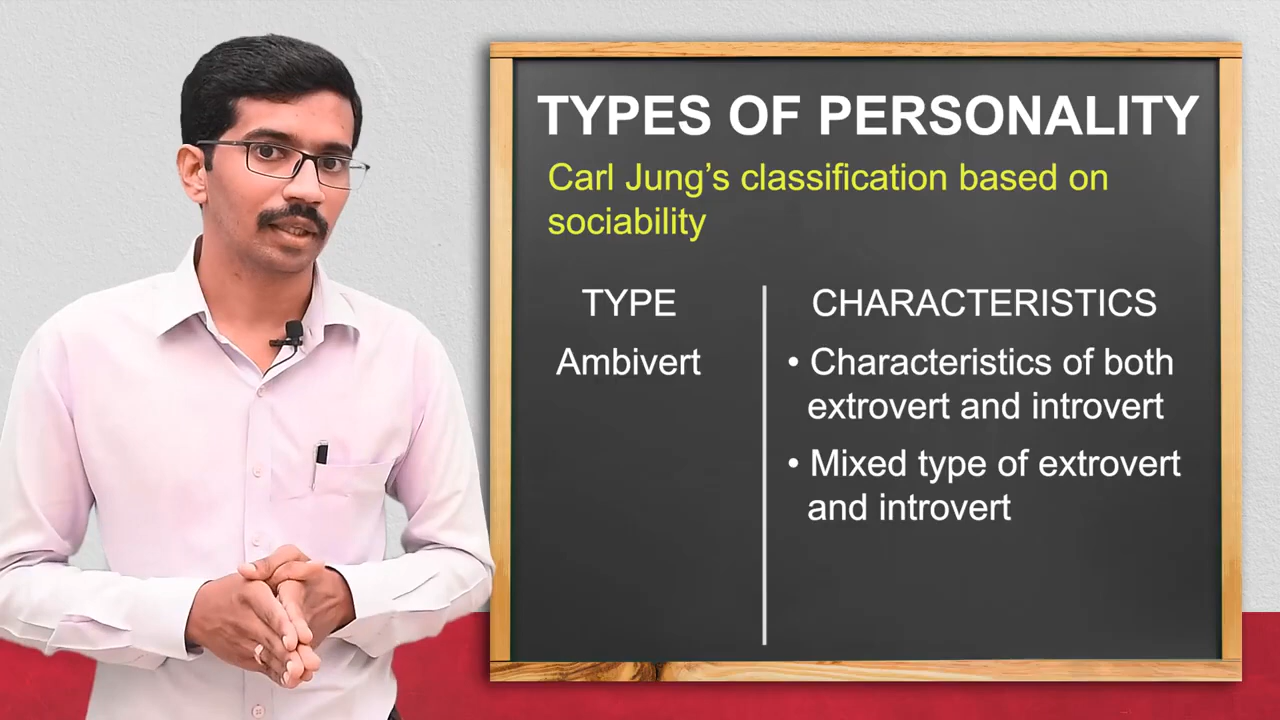 TYPES OF PERSONALITY
Carl Jung’s classification based on
sociability
TYPE
CHARACTERISTICS
Ambivert
• Characteristics of both
extrovert and introvert
• Mixed type of extrovert
and introvert